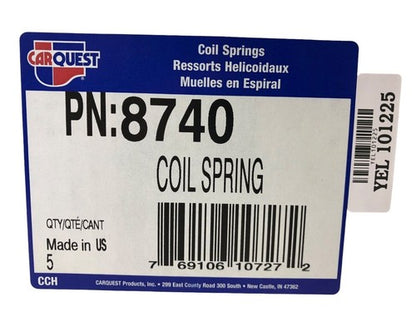 CARQUEST
Coil Springs
Ressorts Helicoidaux
Muelles en Espiral
PN:8740
COIL SPRING
QTY/QTÉ/CANT
Made in US
5
7 69106 10727 2
CCH
CARQUEST Products, Inc. • 299 East County Road 300 South • New Castle, IN 47362
YEL101225
YEL 101225